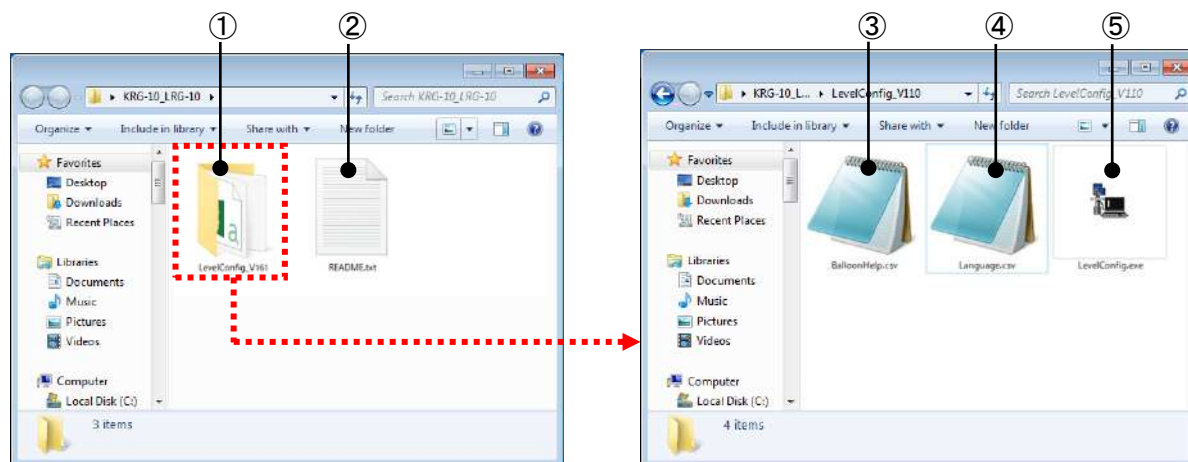 ① ②
KRG-10_LRG-10
Search KRG-10_LRG-10
Organize Include in library Share with New folder
Favorites
Desktop
Downloads
Recent Places
Libraries
Documents
Music
Pictures
Videos
Computer
Local Disk (C:)
LevelConfig_V161
README.txt
3 items
③ ④ ⑤
KRG-10_L... LevelConfig_V110
Search LevelConfig_V110
Organize Include in library Share with New folder
Favorites
Desktop
Downloads
Recent Places
Libraries
Documents
Music
Pictures
Videos
Computer
Local Disk (C:)
BalloonHelp.csv
Language.csv
LevelConfig.exe
4 items